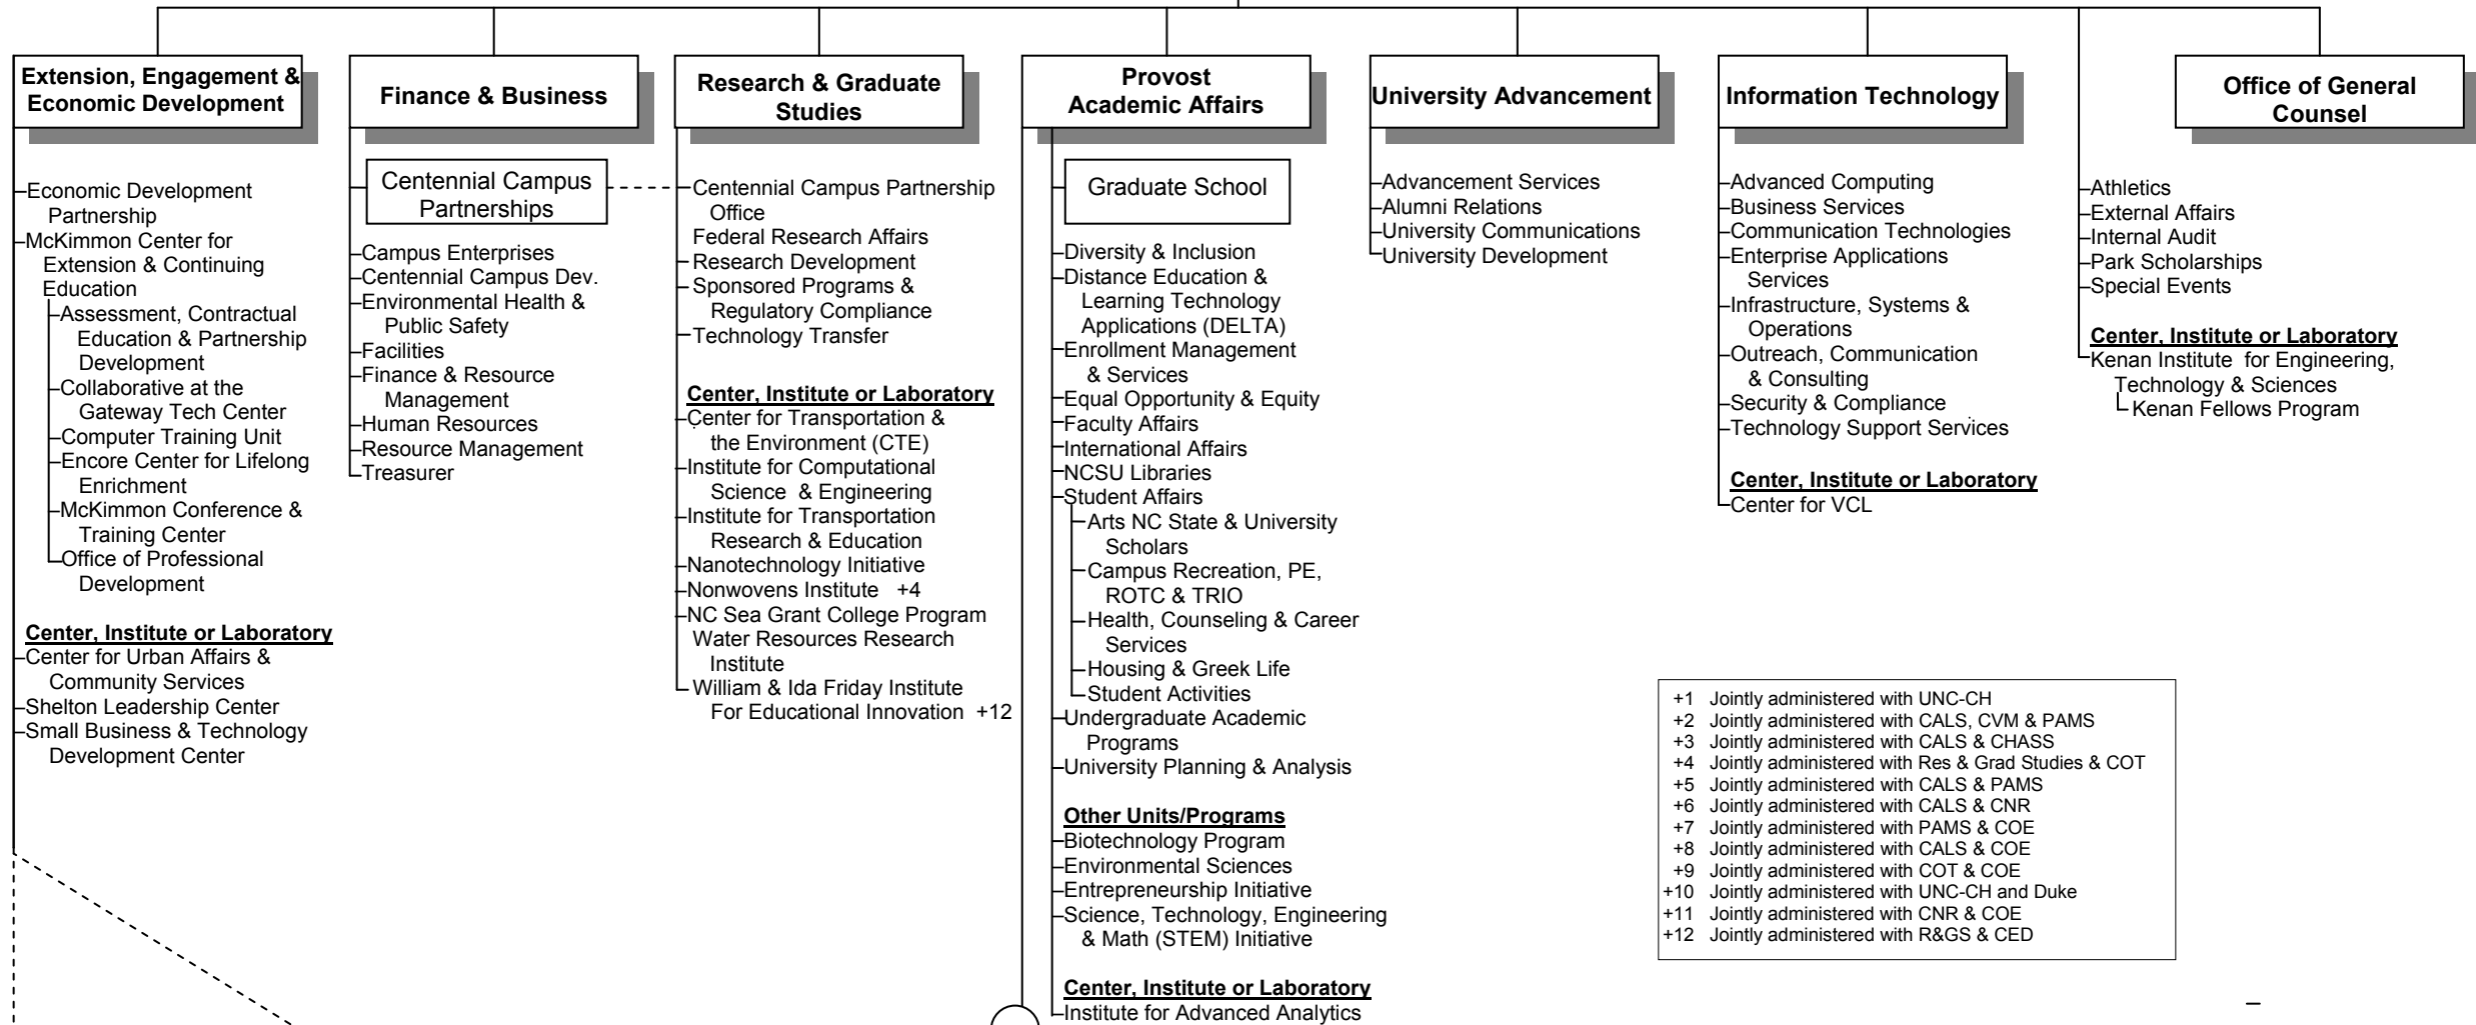 Extension, Engagement &
Economic Development
Economic Development
Partnership
McKimmon Center for
Extension & Continuing
Education
Assessment, Contractual
Education & Partnership
Development
Collaborative at the
Gateway Tech Center
Computer Training Unit
Encore Center for Lifelong
Enrichment
McKimmon Conference &
Training Center
Office of Professional
Development
Center, Institute or Laboratory
Center for Urban Affairs &
Community Services
Shelton Leadership Center
Small Business & Technology
Development Center
Finance & Business
Centennial Campus
Partnerships
Campus Enterprises
Centennial Campus Dev.
Environmental Health &
Public Safety
Facilities
Finance & Resource
Management
Human Resources
Resource Management
Treasurer
Research & Graduate
Studies
Centennial Campus Partnership
Office
Federal Research Affairs
Research Development
Sponsored Programs &
Regulatory Compliance
Technology Transfer
Center, Institute or Laboratory
Center for Transportation &
the Environment (CTE)
Institute for Computational
Science & Engineering
Institute for Transportation
Research & Education
Nanotechnology Initiative
Nonwovens Institute +4
NC Sea Grant College Program
Water Resources Research
Institute
William & Ida Friday Institute
For Educational Innovation +12
Provost
Academic Affairs
Graduate School
Diversity & Inclusion
Distance Education &
Learning Technology
Applications (DELTA)
Enrollment Management
& Services
Equal Opportunity & Equity
Faculty Affairs
International Affairs
NCSU Libraries
Student Affairs
Arts NC State & University
Scholars
Campus Recreation, PE,
ROTC & TRIO
Health, Counseling & Career
Services
Housing & Greek Life
Student Activities
Undergraduate Academic
Programs
University Planning & Analysis
Other Units/Programs
Biotechnology Program
Environmental Sciences
Entrepreneurship Initiative
Science, Technology, Engineering
& Math (STEM) Initiative
Center, Institute or Laboratory
Institute for Advanced Analytics
University Advancement
Advancement Services
Alumni Relations
University Communications
University Development
Information Technology
Advanced Computing
Business Services
Communication Technologies
Enterprise Applications
Services
Infrastructure, Systems &
Operations
Outreach, Communication
& Consulting
Security & Compliance
Technology Support Services
Center, Institute or Laboratory
Center for VCL
Athletics
External Affairs
Internal Audit
Park Scholarships
Special Events
Center, Institute or Laboratory
Kenan Institute for Engineering,
Technology & Sciences
Kenan Fellows Program
Office of General
Counsel
+1 Jointly administered with UNC-CH
+2 Jointly administered with CALS, CVM & PAMS
+3 Jointly administered with CALS & CHASS
+4 Jointly administered with Res & Grad Studies & COT
+5 Jointly administered with CALS & PAMS
+6 Jointly administered with CALS & CNR
+7 Jointly administered with PAMS & COE
+8 Jointly administered with CALS & COE
+9 Jointly administered with COT & COE
+10 Jointly administered with UNC-CH and Duke
+11 Jointly administered with CNR & COE
+12 Jointly administered with R&GS & CED